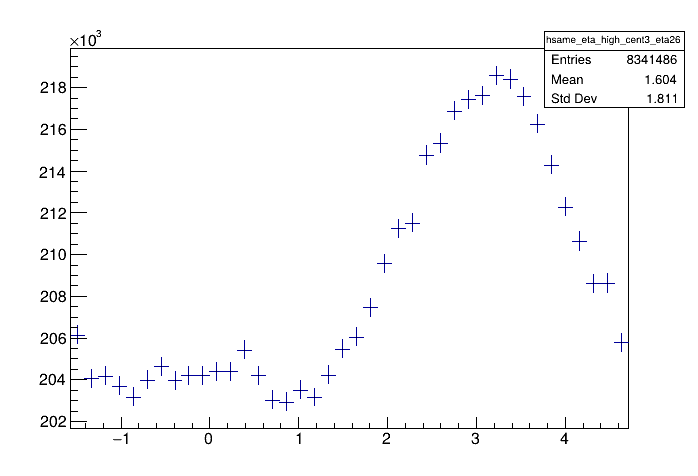 ×10³
hsame_eta_high_cent3_eta26
Entries 8341486
Mean 1.604
Std Dev 1.811
218
216
214
212
210
208
206
204
202
−1 0 1 2 3 4